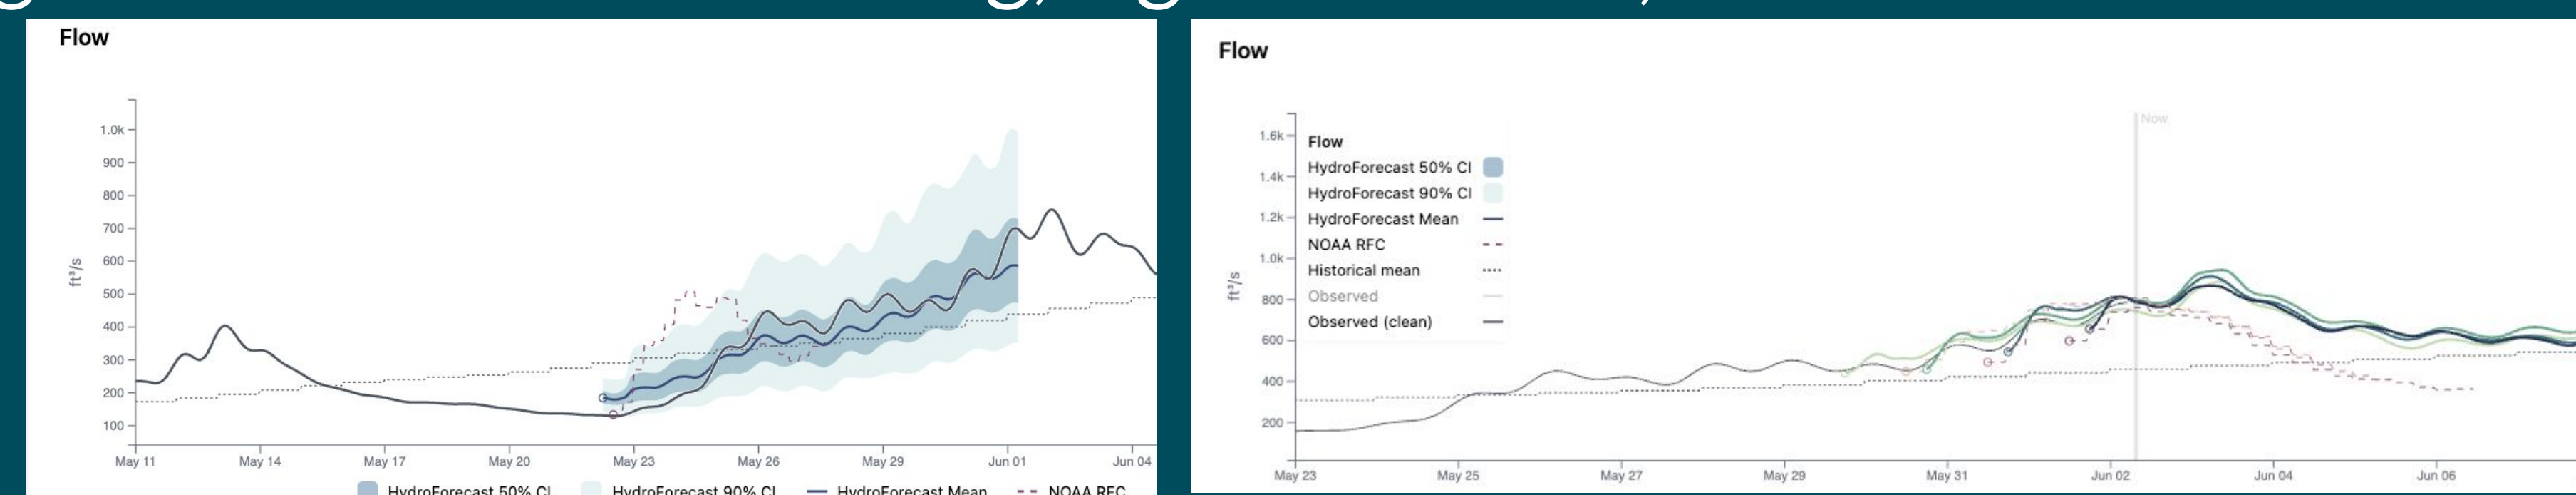 Flow
1.0k
900
800
700
600
500
400
300
200
100
ft³/s
May 11 May 14 May 17 May 20 May 23 May 26 May 29 Jun 01 Jun 04
HydroForecast 50% CI HydroForecast 90% CI HydroForecast Mean NOAA RFC
Flow
1.6k
1.4k
1.2k
1.0k
800
600
400
200
ft³/s
Flow
HydroForecast 50% CI
HydroForecast 90% CI
HydroForecast Mean
NOAA RFC
Historical mean
Observed
Observed (clean)
Now
May 23 May 25 May 27 May 29 May 31 Jun 02 Jun 04 Jun 06